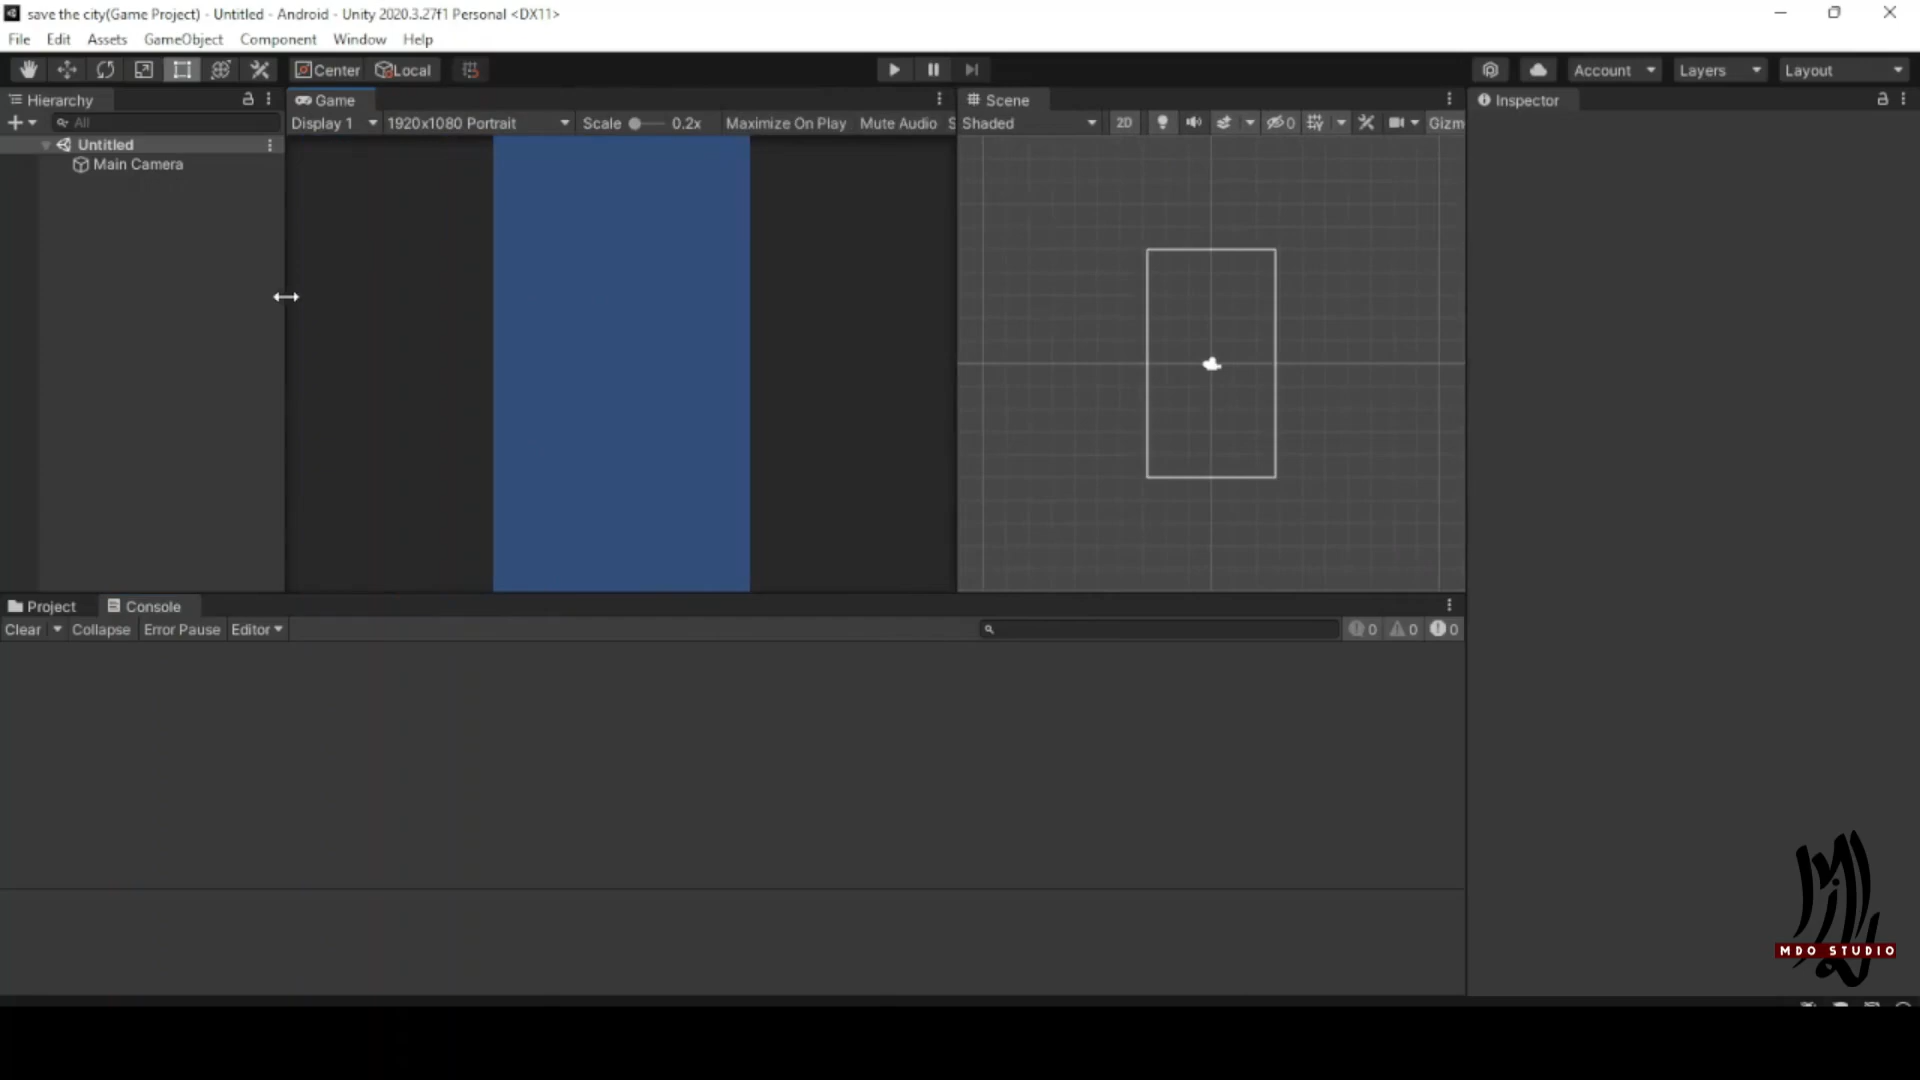 save the city(Game Project) - Untitled - Android - Unity 2020.3.27f1 Personal <DX11>
File Edit Assets GameObject Component Window Help
Center Local Account Layers Layout
Hierarchy Game Scene Inspector
All Display 1 1920x1080 Portrait Scale 0.2x Maximize On Play Mute Audio S Shaded 2D 0 Gizm
Untitled
Main Camera
Project Console
Clear Collapse Error Pause Editor 0 0 0
MDO STUDIO